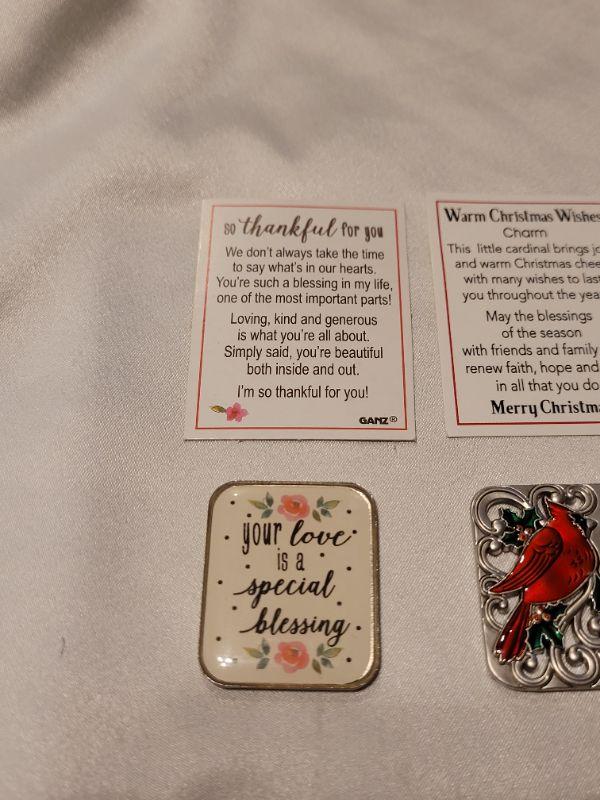 so thankful for you
We don't always take the time
to say what's in our hearts.
You're such a blessing in my life,
one of the most important parts!
Loving, kind and generous
is what you're all about.
Simply said, you're beautiful
both inside and out.
I'm so thankful for you!
GANZ®
Warm Christmas Wishes
Charm
This little cardinal brings
and warm Christmas
with many wishes to last
you throughout the
May the blessings
of the season
with friends and family
renew faith, hope and
in all that you do
Merry
your love
is a
special
blessing